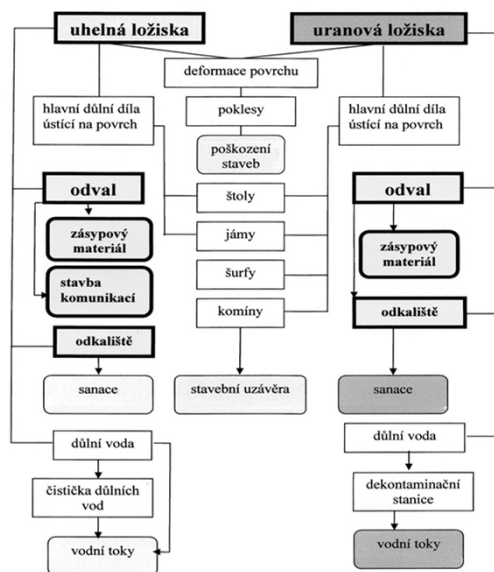 uhelná ložiska
uranová ložiska
deformace povrchu
hlavní důlní díla
ústící na povrch
poklesy
hlavní důlní díla
ústící na povrch
poškození
staveb
odval
štoly
odval
zásypový
materiál
jámy
zásypový
materiál
stavba
komunikací
šurfy
komíny
odkaliště
odkaliště
sanace
stavební uzávěra
sanace
důlní voda
důlní voda
čistička důlních
vod
dekontaminační
stanice
vodní toky
vodní toky